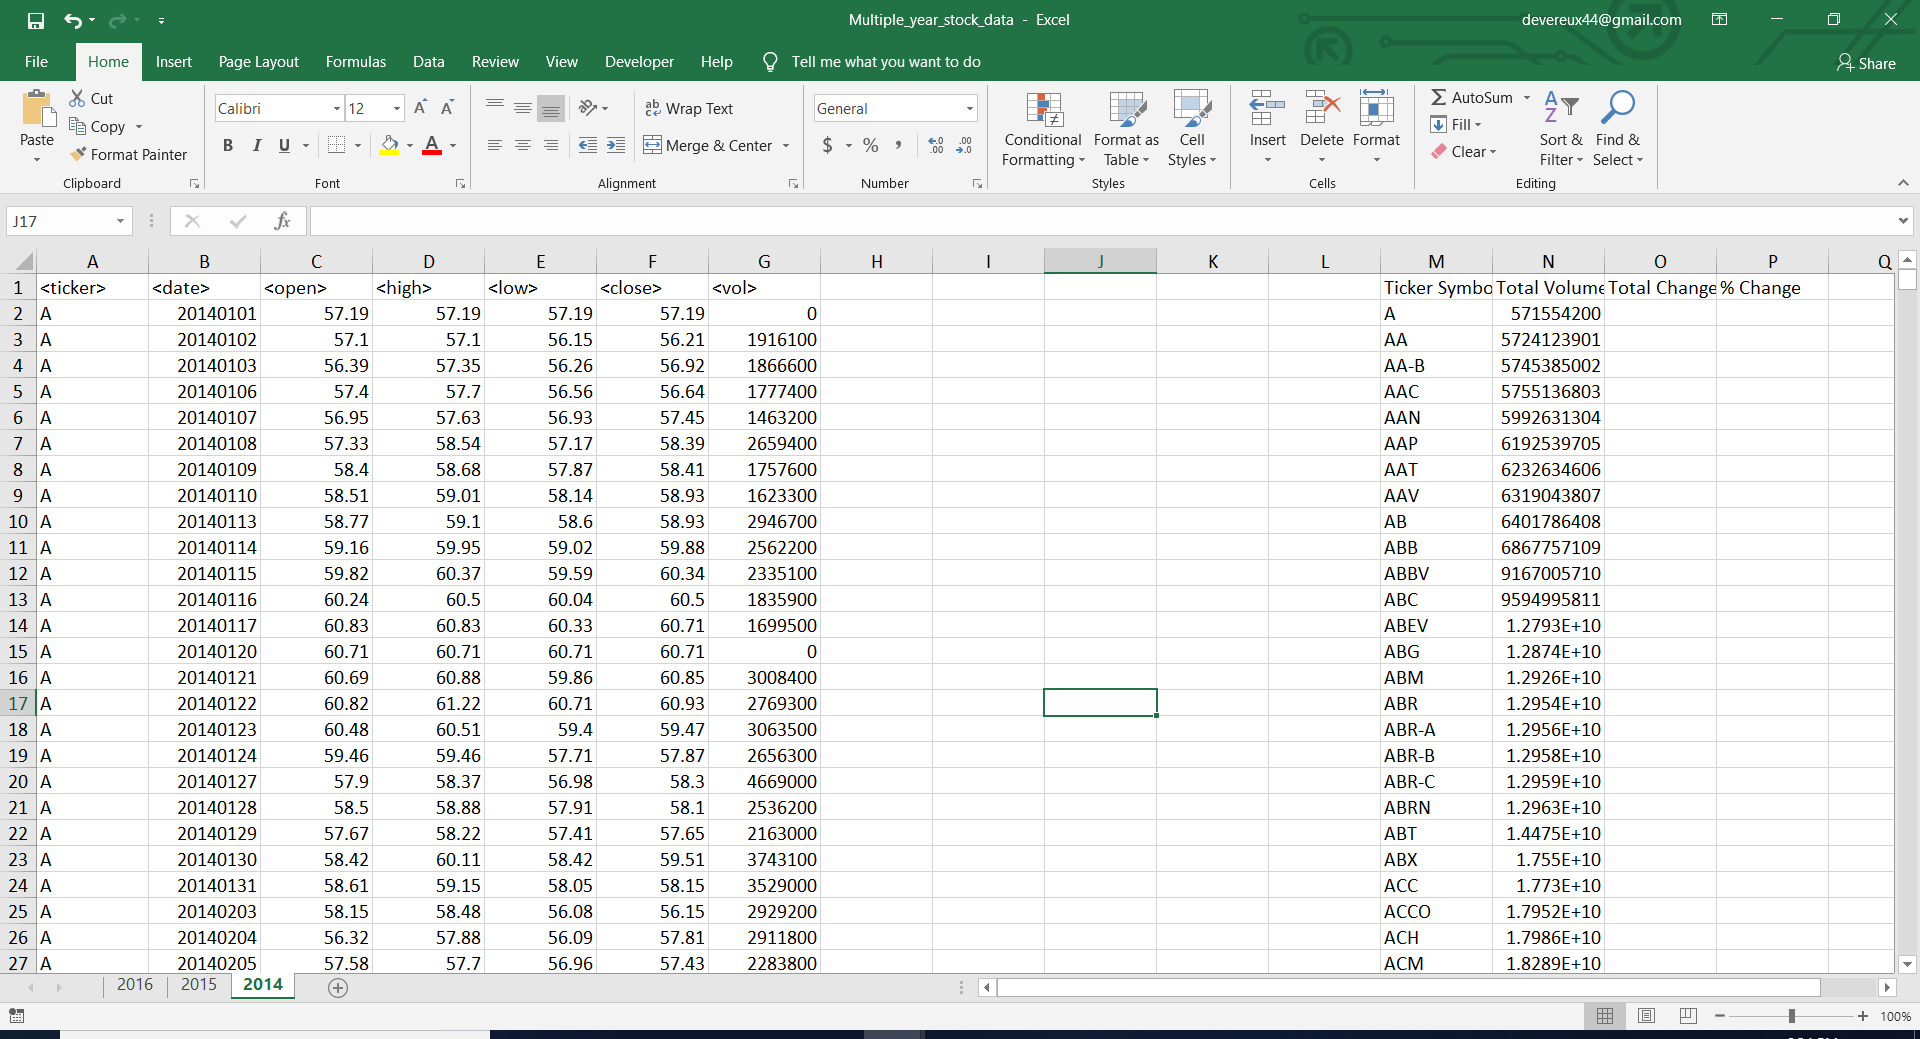 Multiple_year_stock_data - Excel
devereux44@gmail.com
File Home Insert Page Layout Formulas Data Review View Developer Help Tell me what you want to do
Share
Paste
Cut
Copy
Format Painter
Clipboard
Calibri 12 A A
B I U A
Font
ab Wrap Text
Merge & Center
Alignment
General
$ % ,
Number
Conditional Formatting
Format as Table
Cell Styles
Styles
Insert Delete Format
Cells
AutoSum
Fill
Clear
Sort & Filter
Find & Select
Editing
J17 fx
A B C D E F G H I J K L M N O P Q
1 <ticker> <date> <open> <high> <low> <close> <vol> Ticker Symbo Total Volume Total Change % Change
2 A 20140101 57.19 57.19 57.19 57.19 0 A 571554200
3 A 20140102 57.1 57.1 56.15 56.21 1916100 AA 5724123901
4 A 20140103 56.39 57.35 56.26 56.92 1866600 AA-B 5745385002
5 A 20140106 57.4 57.7 56.56 56.64 1777400 AAC 5755136803
6 A 20140107 56.95 57.63 56.93 57.45 1463200 AAN 5992631304
7 A 20140108 57.33 58.54 57.17 58.39 2659400 AAP 6192539705
8 A 20140109 58.4 58.68 57.87 58.41 1757600 AAT 6232634606
9 A 20140110 58.51 59.01 58.14 58.93 1623300 AAV 6319043807
10 A 20140113 58.77 59.1 58.6 58.93 2946700 AB 6401786408
11 A 20140114 59.16 59.95 59.02 59.88 2562200 ABB 6867757109
12 A 20140115 59.82 60.37 59.59 60.34 2335100 ABBV 9167005710
13 A 20140116 60.24 60.5 60.04 60.5 1835900 ABC 9594995811
14 A 20140117 60.83 60.83 60.33 60.71 1699500 ABEV 1.2793E+10
15 A 20140120 60.71 60.71 60.71 60.71 0 ABG 1.2874E+10
16 A 20140121 60.69 60.88 59.86 60.85 3008400 ABM 1.2926E+10
17 A 20140122 60.82 61.22 60.71 60.93 2769300 ABR 1.2954E+10
18 A 20140123 60.48 60.51 59.4 59.47 3063500 ABR-A 1.2956E+10
19 A 20140124 59.46 59.46 57.71 57.87 2656300 ABR-B 1.2958E+10
20 A 20140127 57.9 58.37 56.98 58.3 4669000 ABR-C 1.2959E+10
21 A 20140128 58.5 58.88 57.91 58.1 2536200 ABRN 1.2963E+10
22 A 20140129 57.67 58.22 57.41 57.65 2163000 ABT 1.4475E+10
23 A 20140130 58.42 60.11 58.42 59.51 3743100 ABX 1.755E+10
24 A 20140131 58.61 59.15 58.05 58.15 3529000 ACC 1.773E+10
25 A 20140203 58.15 58.48 56.08 56.15 2929200 ACCO 1.7952E+10
26 A 20140204 56.32 57.88 56.09 57.81 2911800 ACH 1.7986E+10
27 A 20140205 57.58 57.7 56.96 57.43 2283800 ACM 1.8289E+10
2016 2015 2014
100%